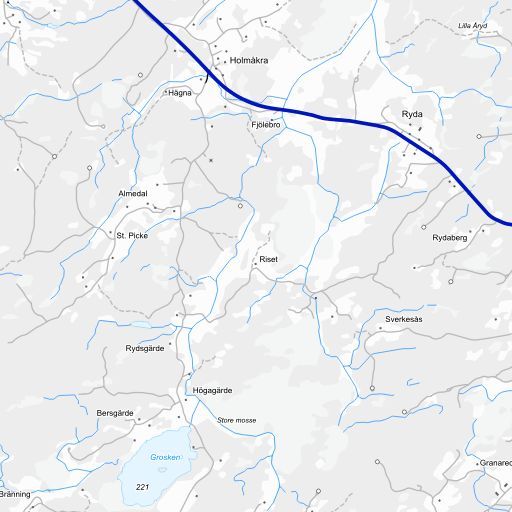 Lilla Äryd
Holmåkra
Hägna
Ryda
Fjölebro
Almedal
St. Picke
Rydaberg
Riset
Sverkesås
Rydsgärde
Högagärde
Bersgärde
Store mosse
Grosken
Granared
221
Bränning